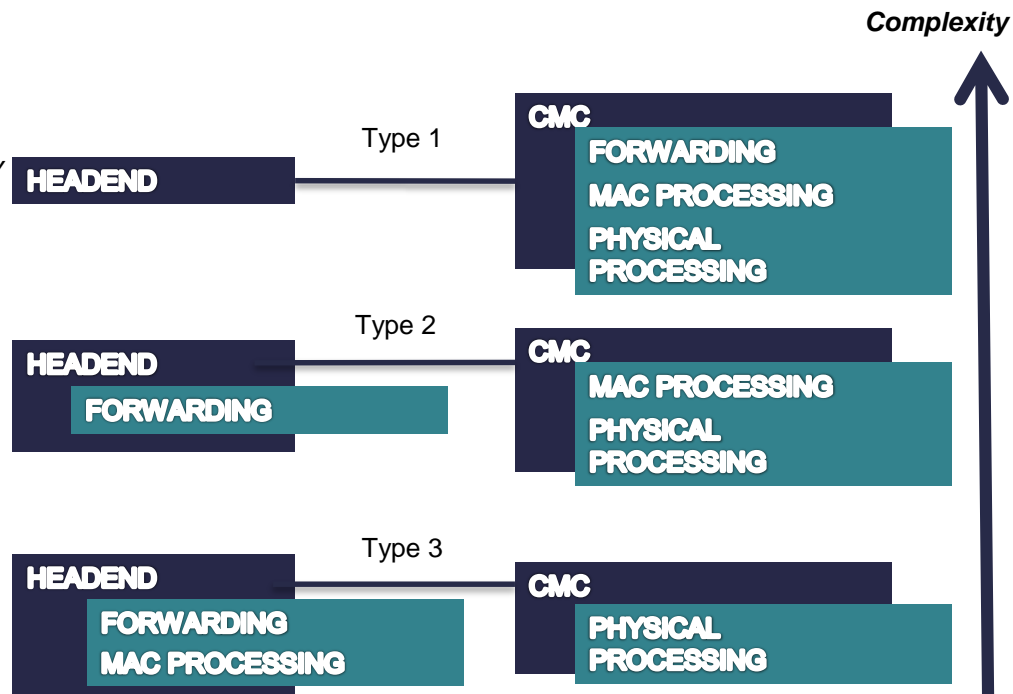 Complexity
Type 1
HEADEND
CMC
FORWARDING
MAC PROCESSING
PHYSICAL
PROCESSING
Type 2
HEADEND
FORWARDING
CMC
MAC PROCESSING
PHYSICAL
PROCESSING
Type 3
HEADEND
FORWARDING
MAC PROCESSING
CMC
PHYSICAL
PROCESSING